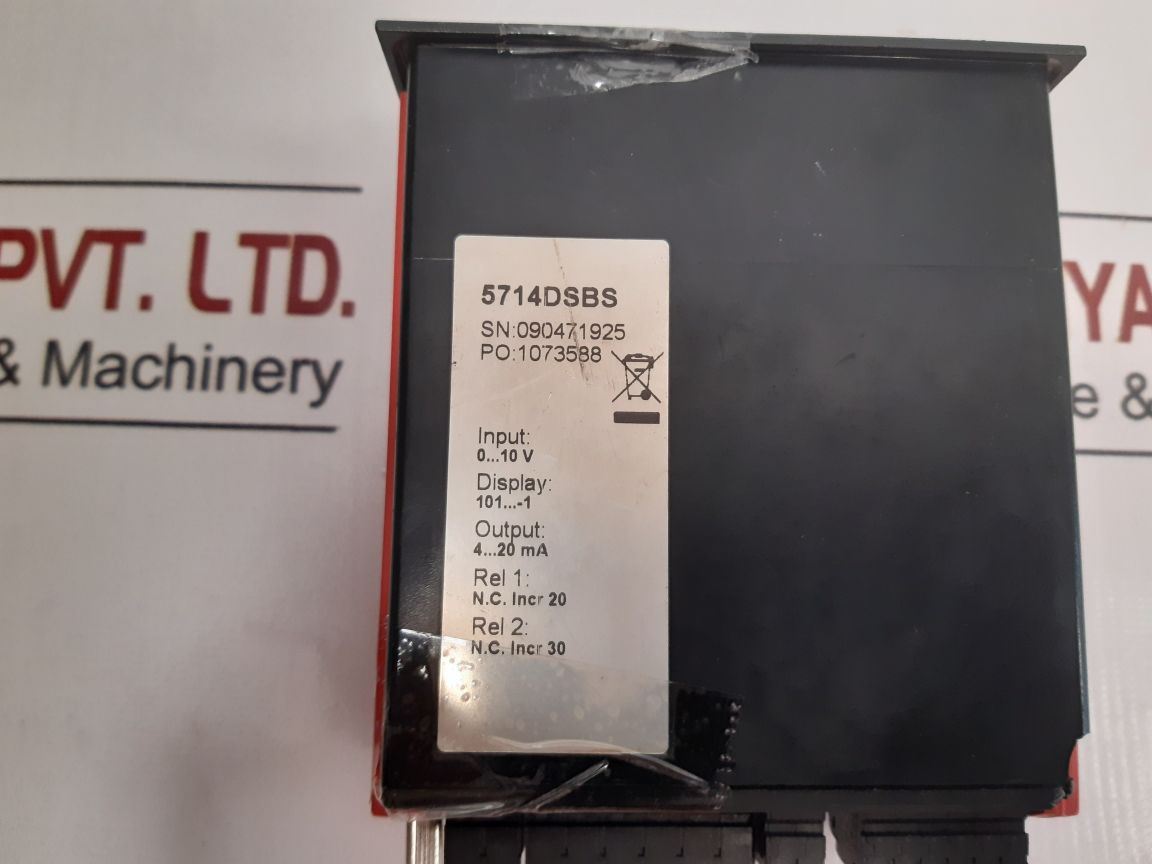 PVT. LTD.
& Machinery
YA
e &
5714DSBS
SN:090471925
PO:1073588
Input:
0...10 V
Display:
101...-1
Output:
4...20 mA
Rel 1:
N.C. Incr 20
Rel 2:
N.C. Incr 30